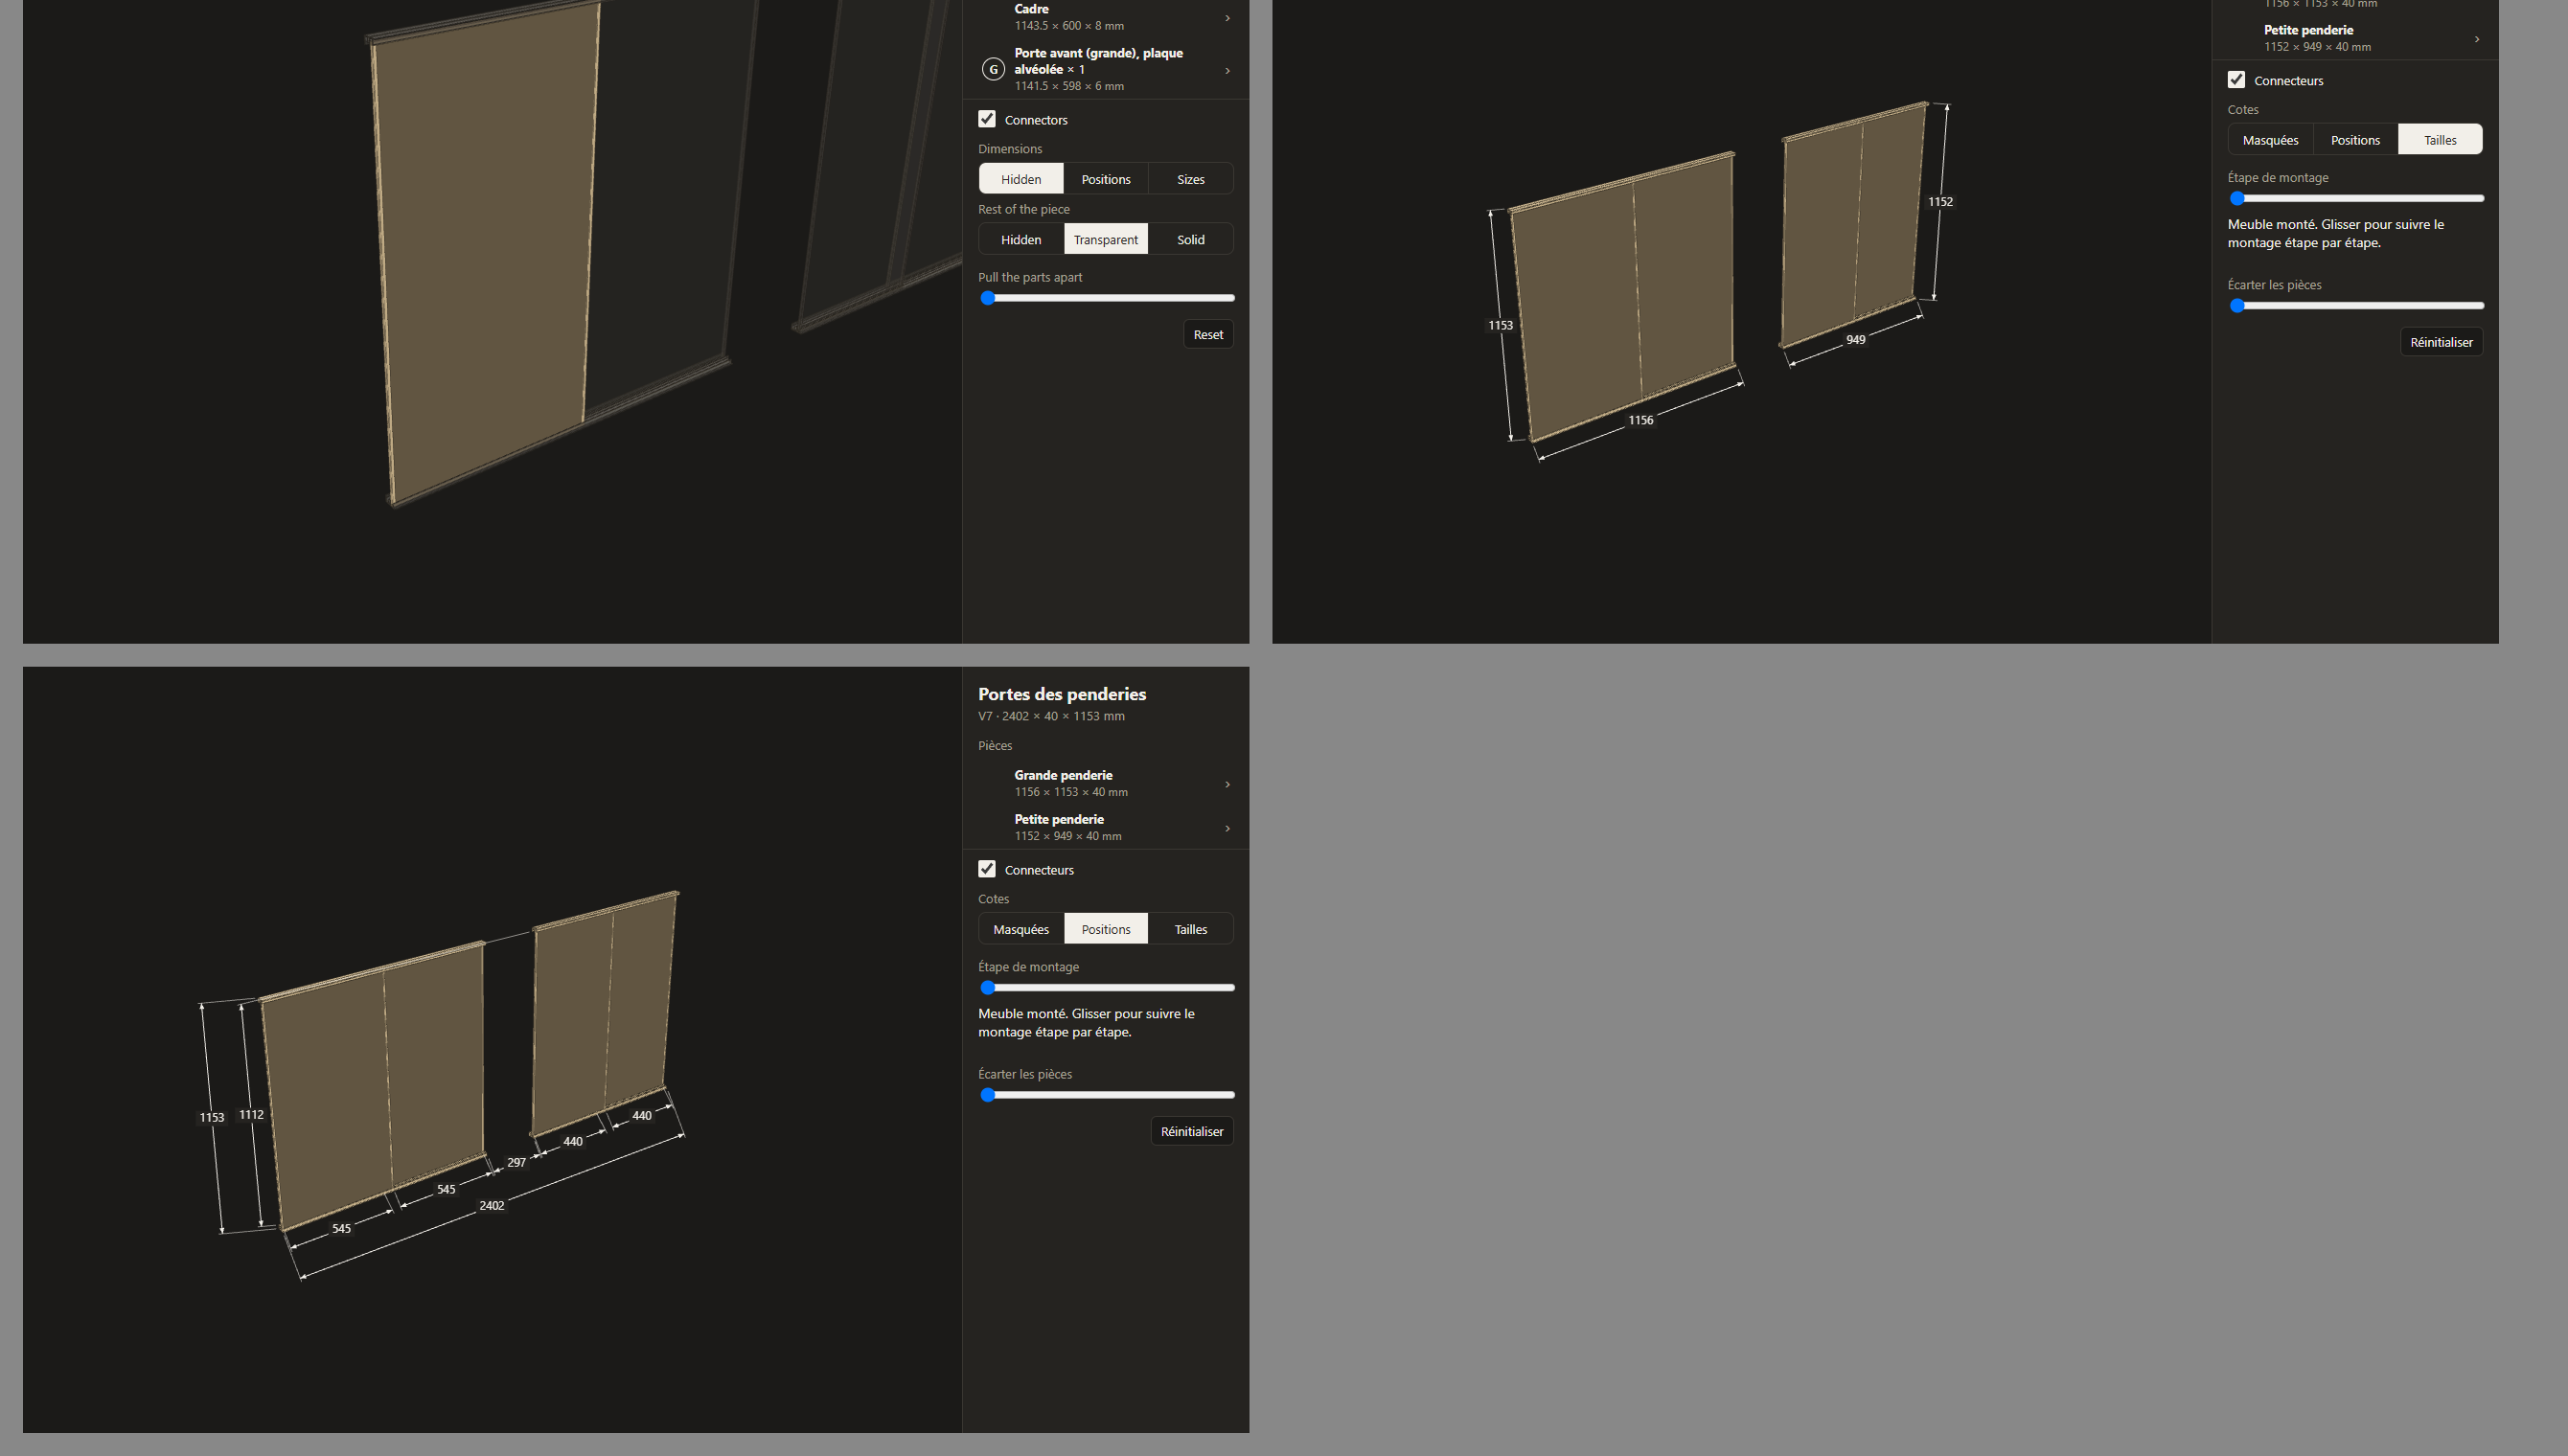 Cadre
1143.5 × 600 × 8 mm
G
Porte avant (grande), plaque
alvéolée × 1
1141.5 × 598 × 6 mm
Connectors
Dimensions
Hidden
Positions
Sizes
Rest of the piece
Hidden
Transparent
Solid
Pull the parts apart
Reset
1153
1156
949
1152
1156 × 1153 × 40 mm
Petite penderie
1152 × 949 × 40 mm
Connecteurs
Cotes
Masquées
Positions
Tailles
Étape de montage
Meuble monté. Glisser pour suivre le
montage étape par étape.
Écarter les pièces
Réinitialiser
1153
1112
545
545
297
440
440
2402
Portes des penderies
V7 · 2402 × 40 × 1153 mm
Pièces
Grande penderie
1156 × 1153 × 40 mm
Petite penderie
1152 × 949 × 40 mm
Connecteurs
Cotes
Masquées
Positions
Tailles
Étape de montage
Meuble monté. Glisser pour suivre le
montage étape par étape.
Écarter les pièces
Réinitialiser